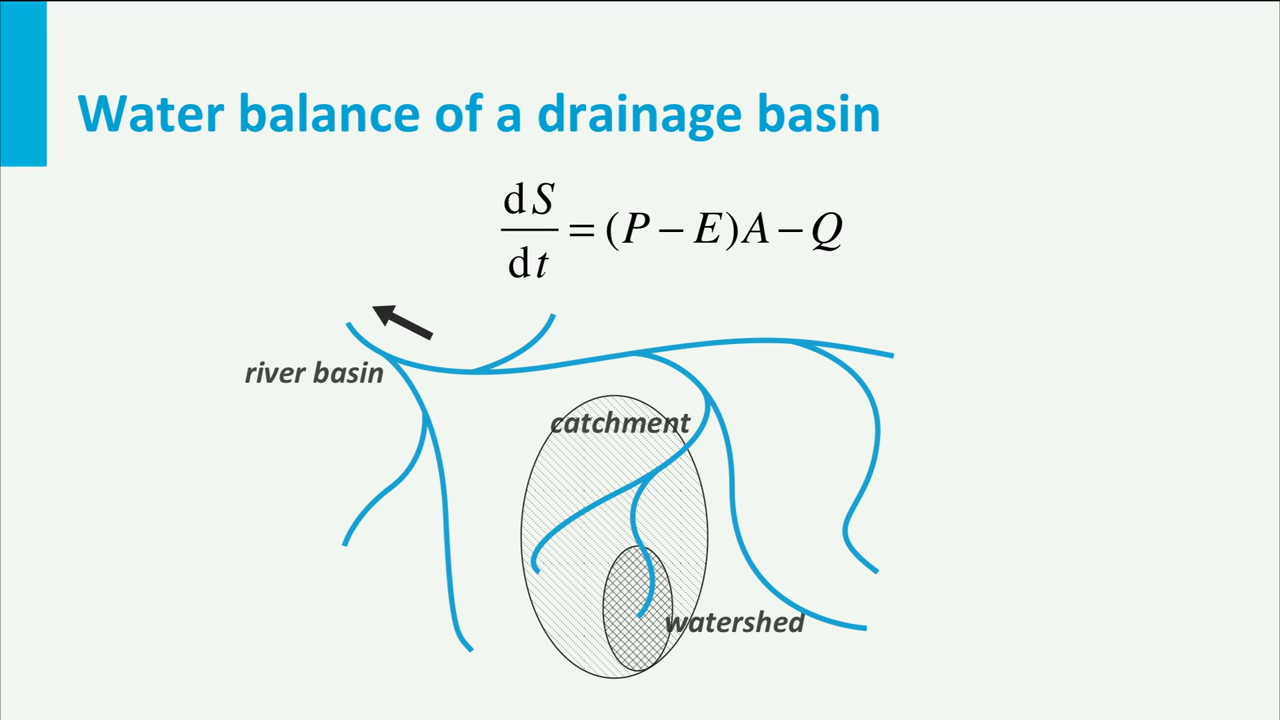 Water balance of a drainage basin
dS/dt = (P − E)A − Q
river basin
catchment
watershed